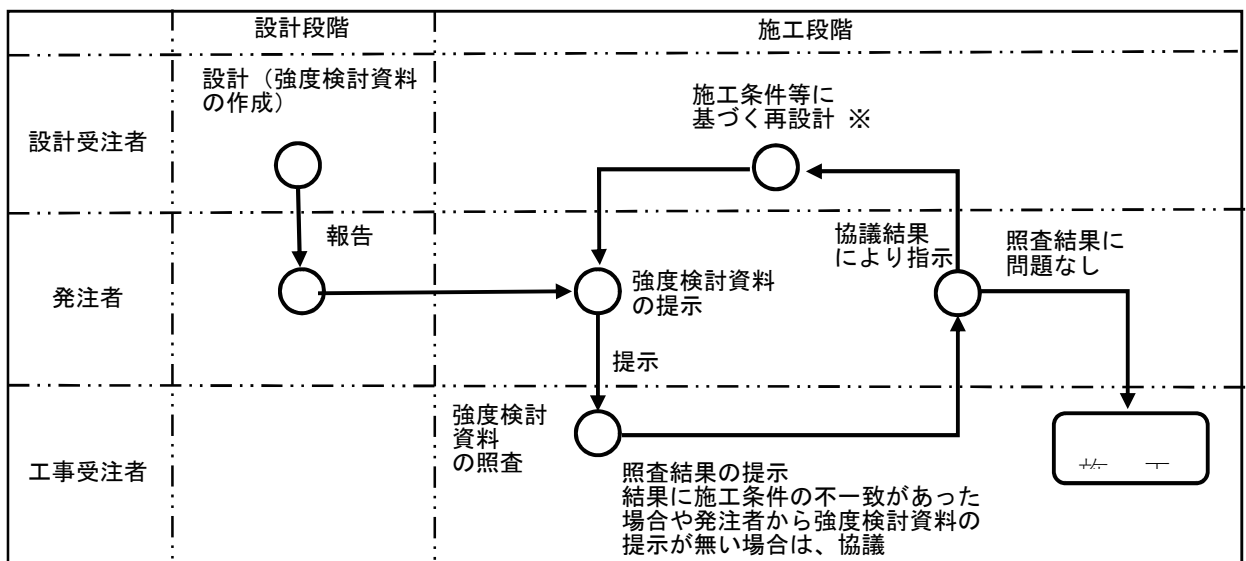 設計段階
施工段階
設計受注者
設計（強度検討資料
の作成）
施工条件等に
基づく再設計 ※
発注者
報告
強度検討資料
の提示
協議結果
により指示
照査結果に
問題なし
提示
工事受注者
強度検討
資料
の照査
照査結果の提示
結果に施工条件の不一致があった
場合や発注者から強度検討資料の
提示が無い場合は、協議